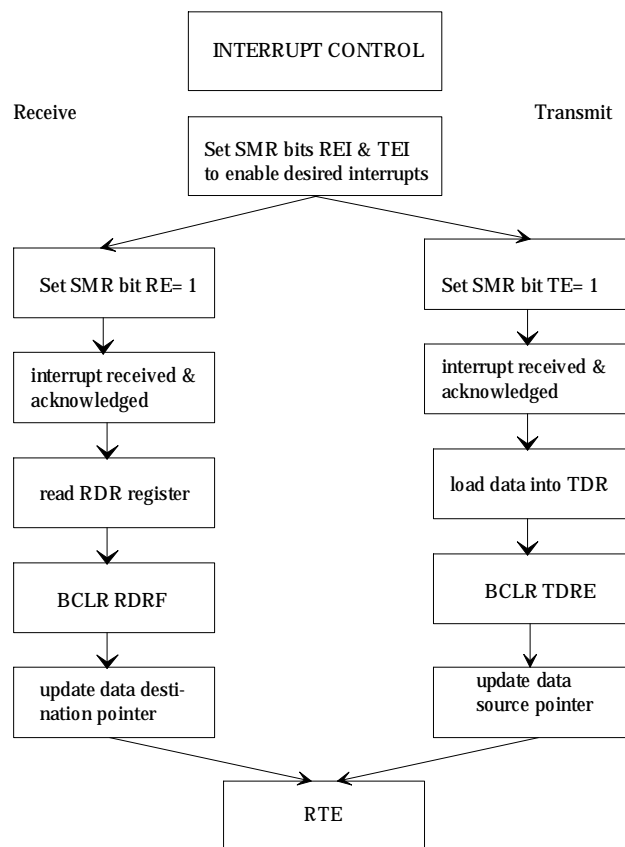 INTERRUPT CONTROL
Receive
Transmit
Set SMR bits REI & TEI
to enable desired interrupts
Set SMR bit RE= 1
Set SMR bit TE= 1
interrupt received &
acknowledged
interrupt received &
acknowledged
read RDR register
load data into TDR
BCLR RDRF
BCLR TDRE
update data desti-
nation pointer
update data
source pointer
RTE